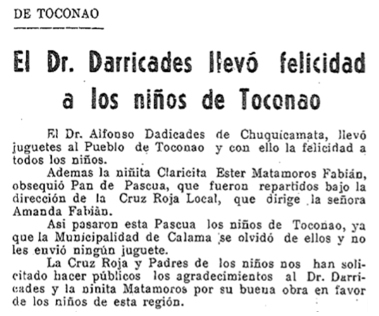 DE TOCONAO
El Dr. Darricades llevó felicidad
a los niños de Toconao
El Dr. Alfonso Dadicades de Chuquicamata, llevó
juguetes al Pueblo de Toconao y con ello la felicidad a
todos los niños.
Ademas la niñita Claricita Ester Matamoros Fabián,
obsequió Pan de Pascua, que fueron repartidos bajo la
dirección de la Cruz Roja Local, que dirige la señora
Amanda Fabián.
Asi pasaron esta Pascua los niños de Toconao, ya
que la Municipalidad de Calama se olvidó de ellos y no
les envió ningún juguete.
La Cruz Roja y Padres de los niños nos han soli-
citado hacer públicos los agradecimientos al Dr. Darri-
cades y la ninita Matamoros por su buena obra en favor
de los niños de esta región.